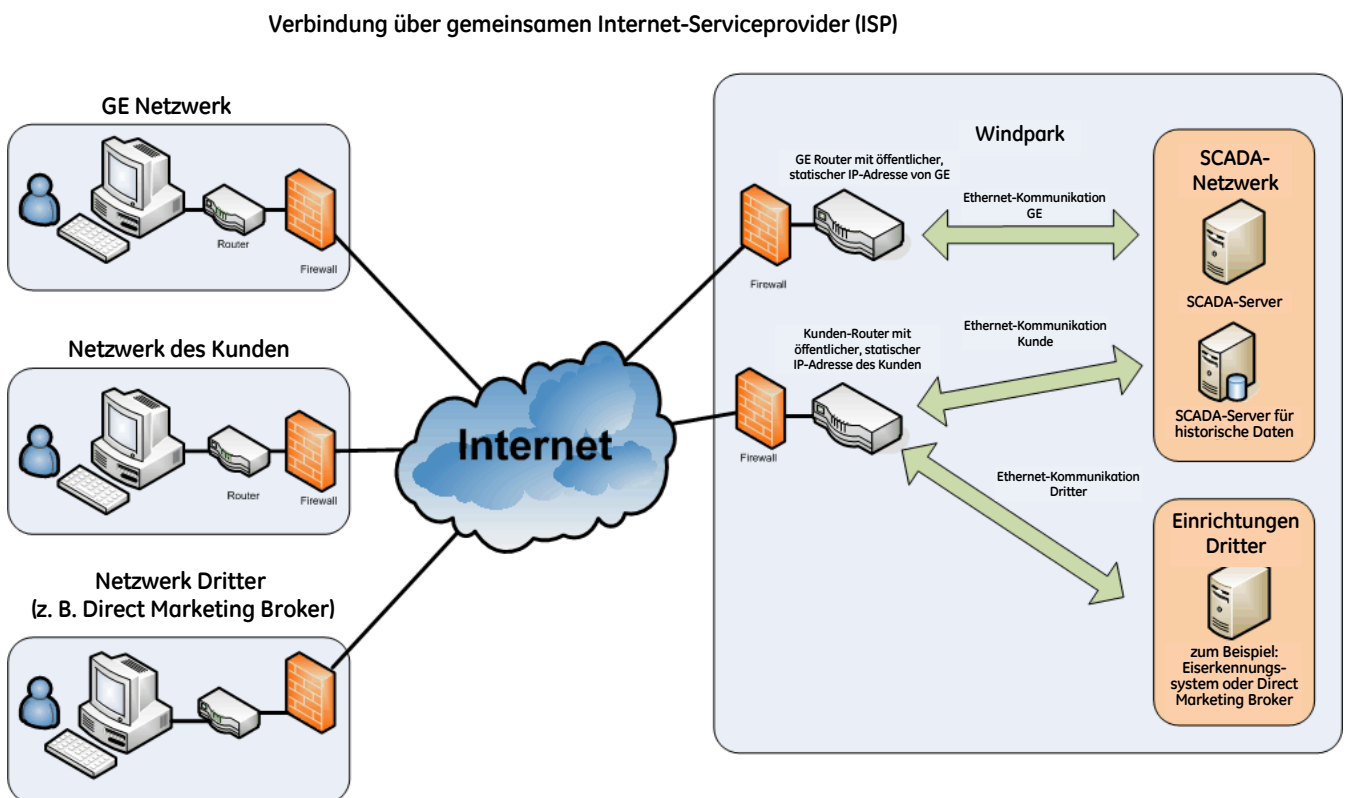 Verbindung über gemeinsamen Internet-Serviceprovider (ISP)
GE Netzwerk
Router
Firewall
Netzwerk des Kunden
Router
Firewall
Netzwerk Dritter
(z. B. Direct Marketing Broker)
Internet
Windpark
GE Router mit öffentlicher,
statischer IP-Adresse von GE
Firewall
Ethernet-Kommunikation
GE
Kunden-Router mit
öffentlicher, statischer
IP-Adresse des Kunden
Firewall
Ethernet-Kommunikation
Kunde
Ethernet-Kommunikation
Dritter
SCADA-
Netzwerk
SCADA-Server
SCADA-Server für
historische Daten
Einrichtungen
Dritter
zum Beispiel:
Eiserkennungs-
system oder Direct
Marketing Broker